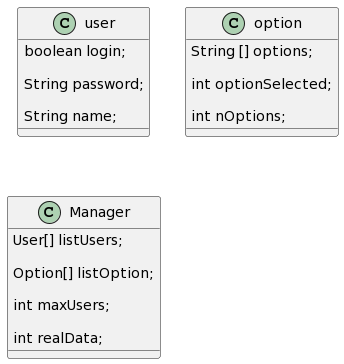 C user
boolean login;
String password;
String name;
C option
String [] options;
int optionSelected;
int nOptions;
C Manager
User[] listUsers;
Option[] listOption;
int maxUsers;
int realData;